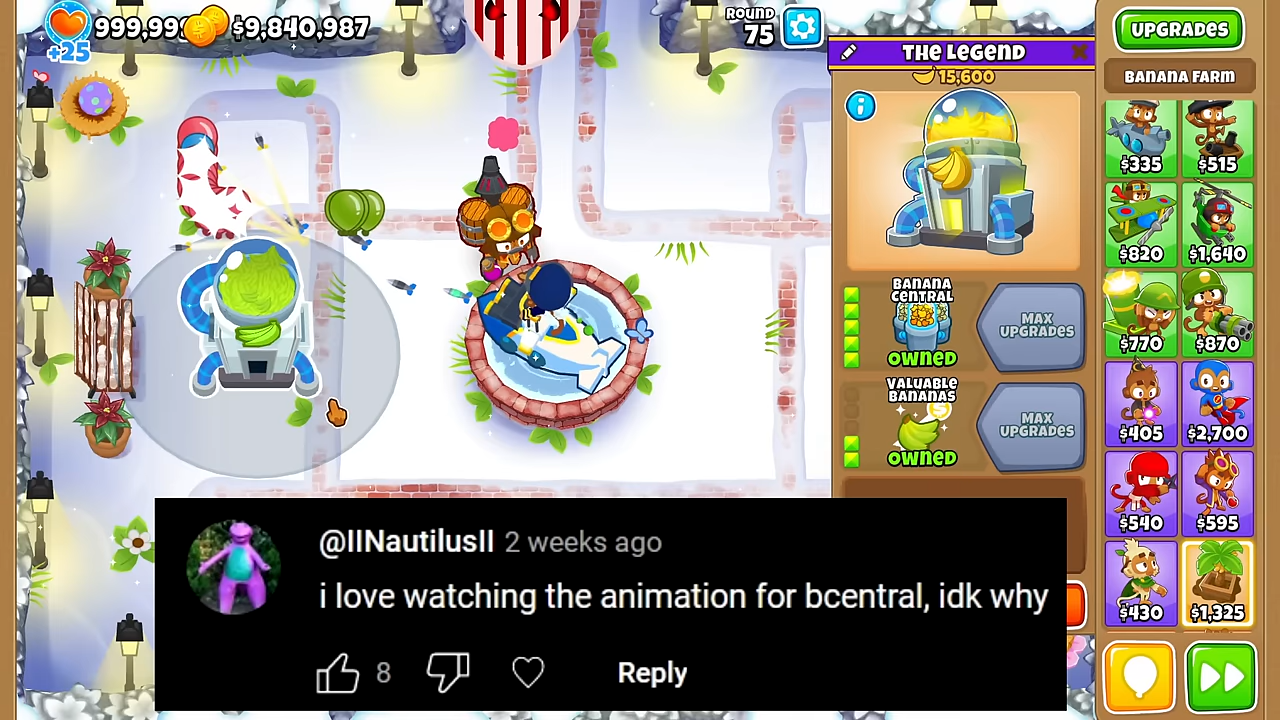 999,999
$9,840,987
+25
ROUND
75
THE LEGEND
15,600
BANANA
CENTRAL
OWNED
MAX
UPGRADES
VALUABLE
BANANAS
OWNED
MAX
UPGRADES
UPGRADES
BANANA FARM
$335
$515
$820
$1,640
$770
$870
$405
$2,700
$540
$595
$430
$1,325
@IINautilusII 2 weeks ago
i love watching the animation for bcentral, idk why
8
Reply